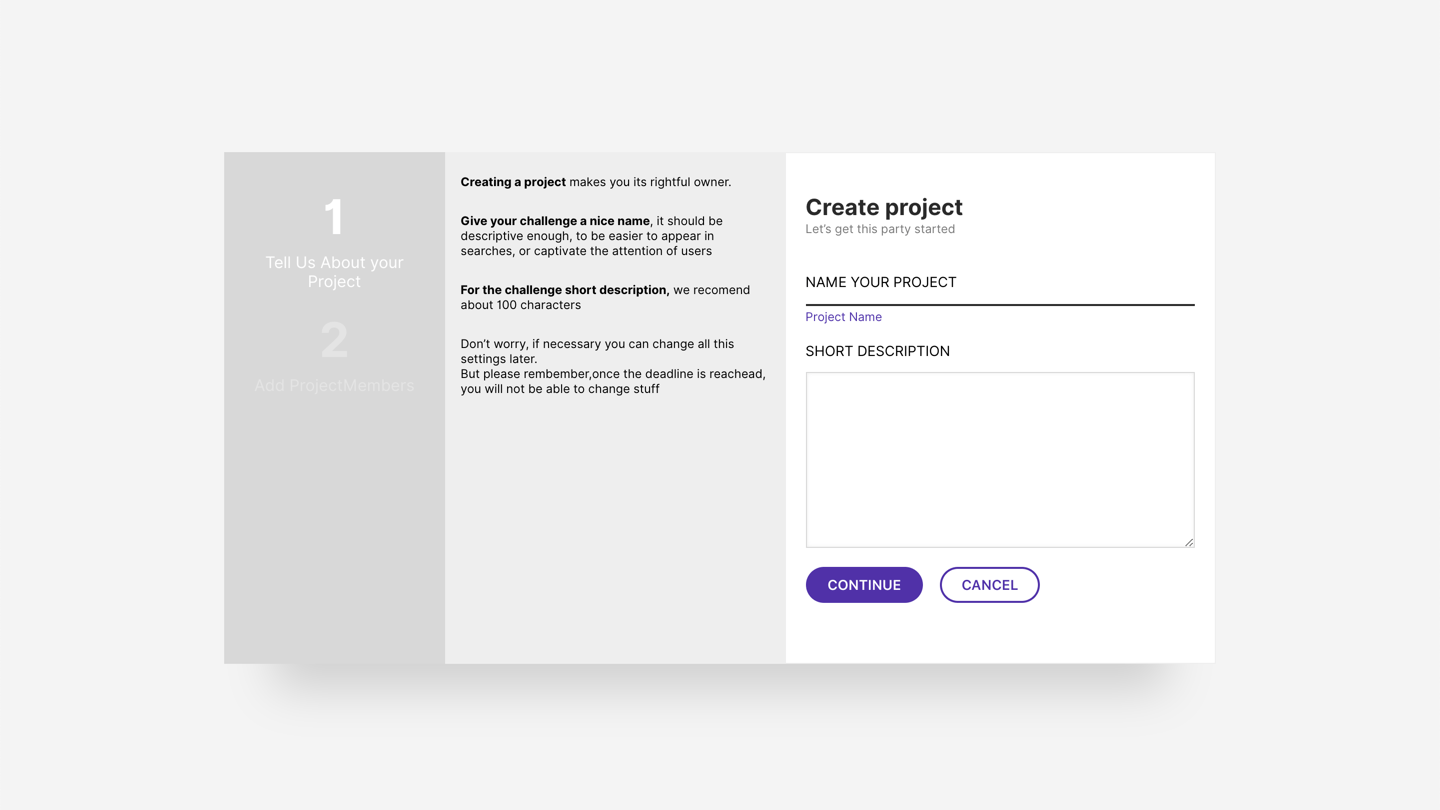 1
Tell Us About your
Project
2
Add ProjectMembers
Creating a project makes you its rightful owner.
Give your challenge a nice name, it should be
descriptive enough, to be easier to appear in
searches, or captivate the attention of users
For the challenge short description, we recomend
about 100 characters
Don’t worry, if necessary you can change all this
settings later.
But please rembember,once the deadline is reachead,
you will not be able to change stuff
Create project
Let’s get this party started
NAME YOUR PROJECT
Project Name
SHORT DESCRIPTION
CONTINUE
CANCEL